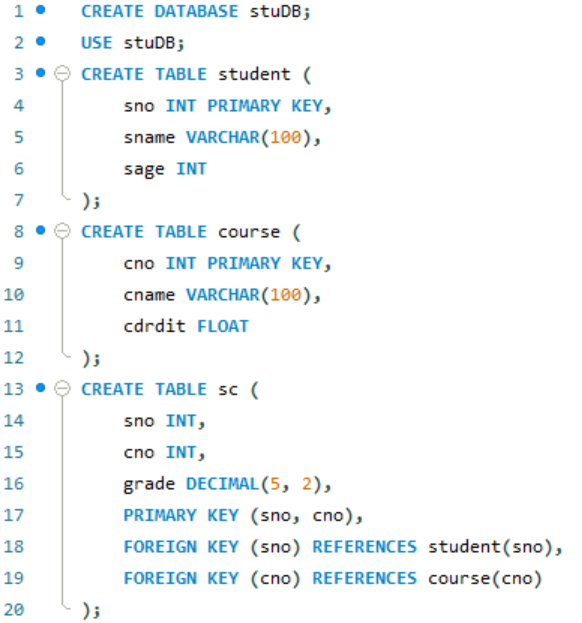 1 CREATE DATABASE stuDB;
2 USE stuDB;
3 CREATE TABLE student (
4 sno INT PRIMARY KEY,
5 sname VARCHAR(100),
6 sage INT
7 );
8 CREATE TABLE course (
9 cno INT PRIMARY KEY,
10 cname VARCHAR(100),
11 cdrdit FLOAT
12 );
13 CREATE TABLE sc (
14 sno INT,
15 cno INT,
16 grade DECIMAL(5, 2),
17 PRIMARY KEY (sno, cno),
18 FOREIGN KEY (sno) REFERENCES student(sno),
19 FOREIGN KEY (cno) REFERENCES course(cno)
20 );